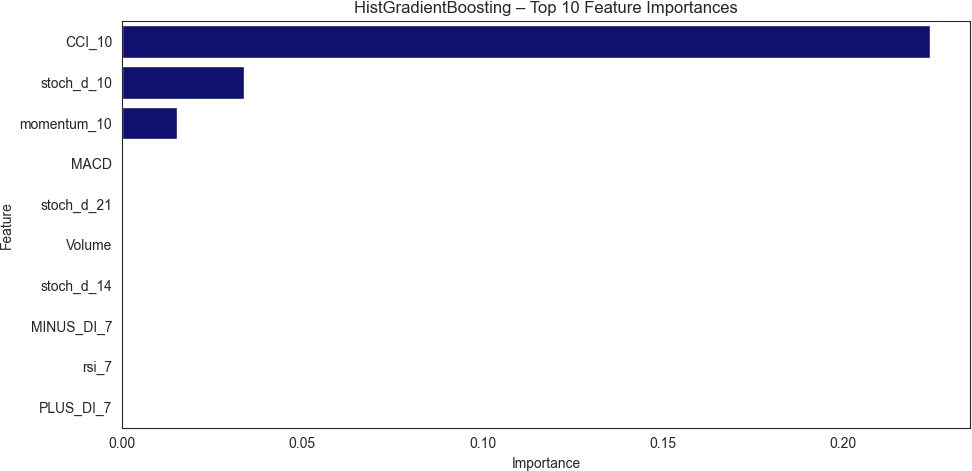 HistGradientBoosting – Top 10 Feature Importances
Feature
CCI_10
stoch_d_10
momentum_10
MACD
stoch_d_21
Volume
stoch_d_14
MINUS_DI_7
rsi_7
PLUS_DI_7
0.00 0.05 0.10 0.15 0.20
Importance